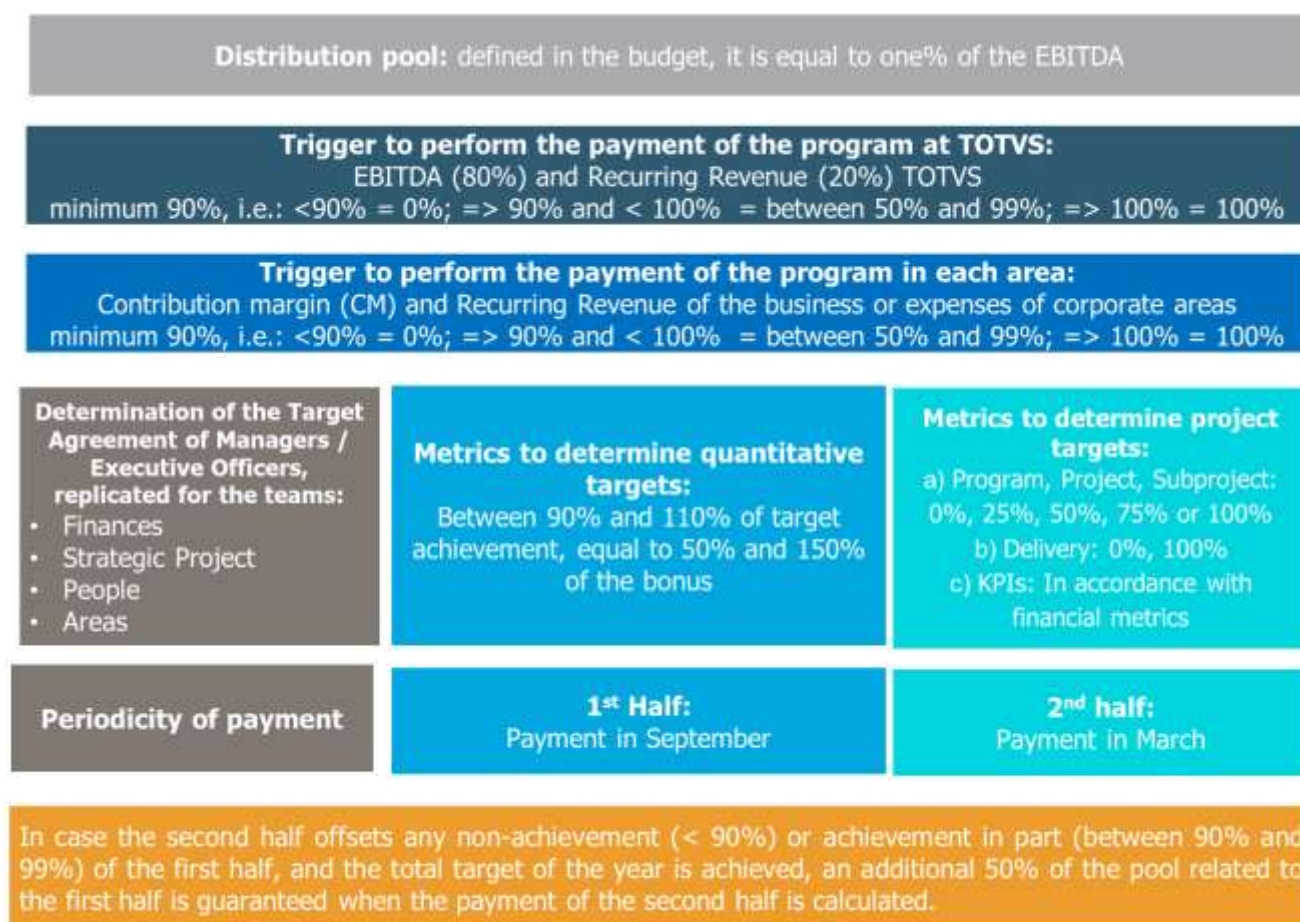 Distribution pool: defined in the budget, it is equal to one% of the EBITDA
Trigger to perform the payment of the program at TOTVS:
EBITDA (80%) and Recurring Revenue (20%) TOTVS
minimum 90%, i.e.: <90% = 0%; => 90% and < 100% = between 50% and 99%; => 100% = 100%
Trigger to perform the payment of the program in each area:
Contribution margin (CM) and Recurring Revenue of the business or expenses of corporate areas
minimum 90%, i.e.: <90% = 0%; => 90% and < 100% = between 50% and 99%; => 100% = 100%
Determination of the Target
Agreement of Managers /
Executive Officers,
replicated for the teams:
• Finances
• Strategic Project
• People
• Areas
Metrics to determine quantitative
targets:
Between 90% and 110% of target
achievement, equal to 50% and 150%
of the bonus
Metrics to determine project
targets:
a) Program, Project, Subproject:
0%, 25%, 50%, 75% or 100%
b) Delivery: 0%, 100%
c) KPIs: In accordance with
financial metrics
Periodicity of payment
1st Half:
Payment in September
2nd half:
Payment in March
In case the second half offsets any non-achievement (< 90%) or achievement in part (between 90% and
99%) of the first half, and the total target of the year is achieved, an additional 50% of the pool related to
the first half is guaranteed when the payment of the second half is calculated.